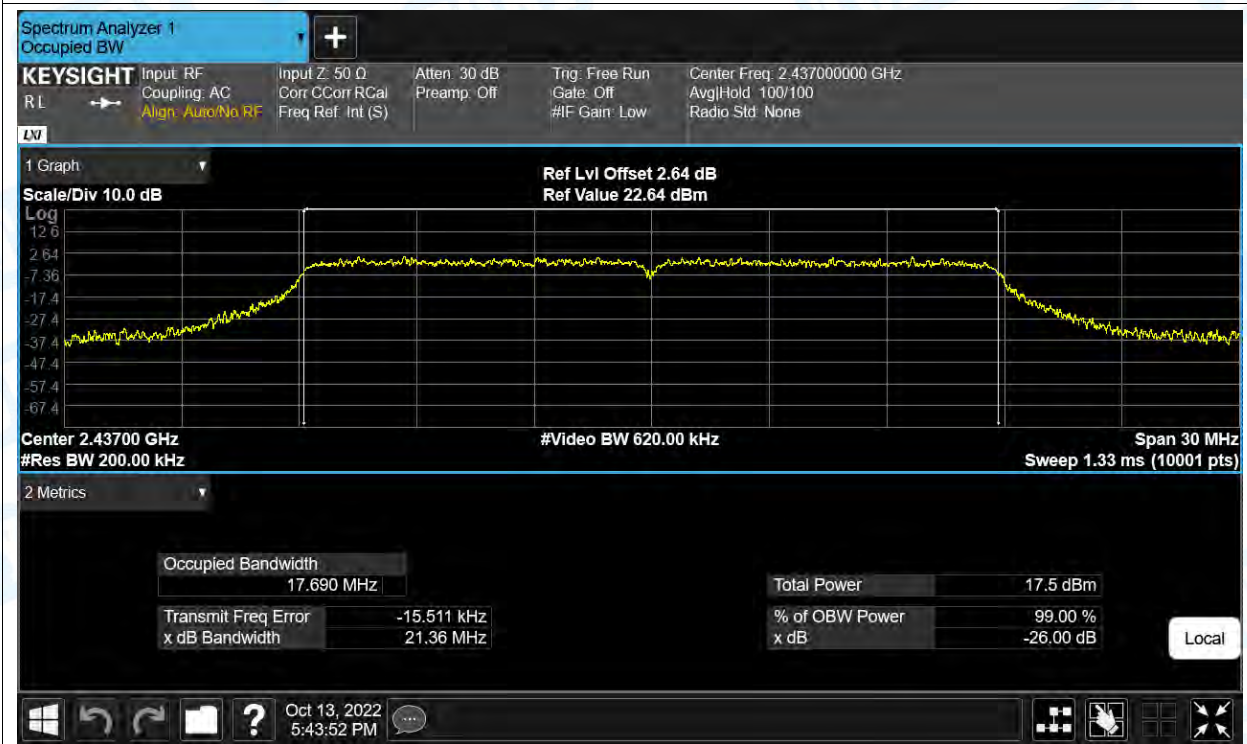 Spectrum Analyzer 1
Occupied BW
KEYSIGHT
RL
LXI
Input: RF
Coupling: AC
Align: Auto/No RF
Input Z: 50 Ω
Corr CCorr RCal
Freq Ref: Int (S)
Atten: 30 dB
Preamp: Off
Trig: Free Run
Gate: Off
#IF Gain: Low
Center Freq: 2.437000000 GHz
Avg|Hold: 100/100
Radio Std: None
1 Graph
Scale/Div 10.0 dB
Ref Lvl Offset 2.64 dB
Ref Value 22.64 dBm
Log
12.6
2.64
-7.36
-17.4
-27.4
-37.4
-47.4
-57.4
-67.4
Center 2.43700 GHz
#Res BW 200.00 kHz
#Video BW 620.00 kHz
Span 30 MHz
Sweep 1.33 ms (10001 pts)
2 Metrics
Occupied Bandwidth
17.690 MHz
Transmit Freq Error -15.511 kHz
x dB Bandwidth 21.36 MHz
Total Power 17.5 dBm
% of OBW Power 99.00 %
x dB -26.00 dB
Local
?
Oct 13, 2022
5:43:52 PM